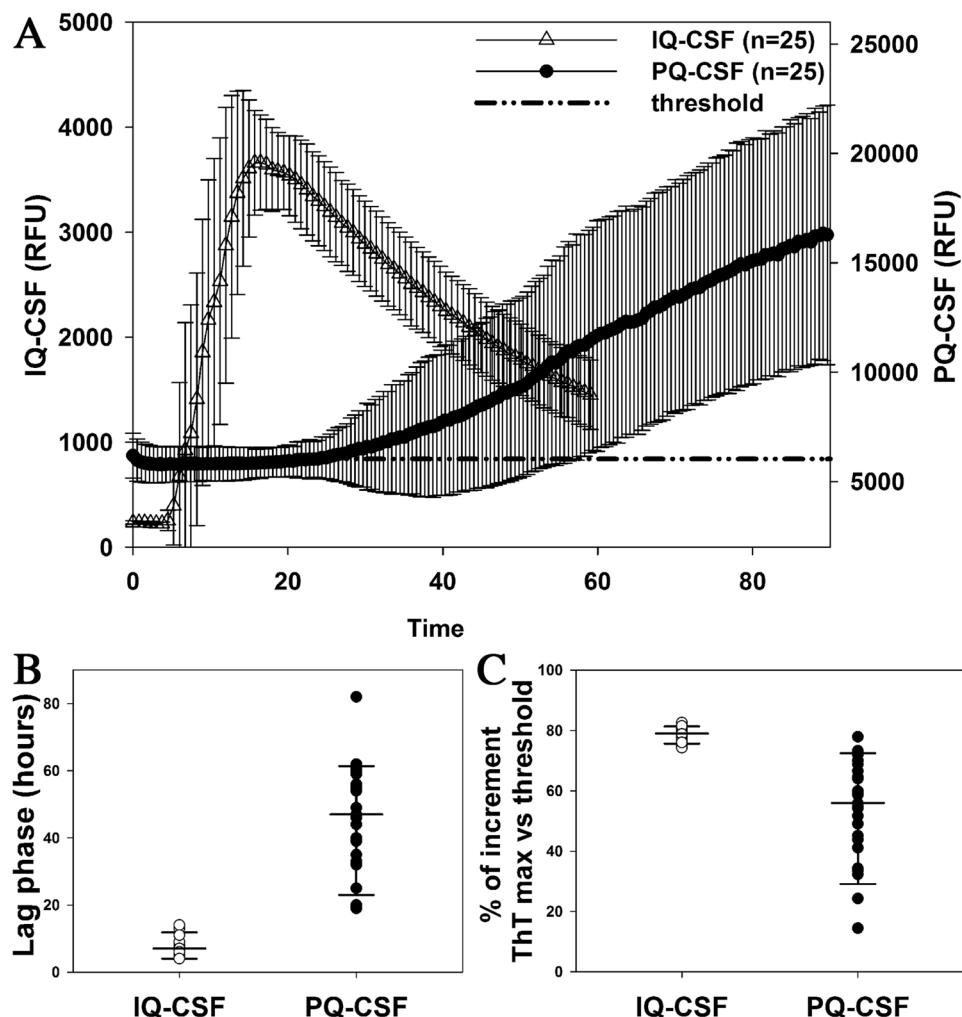 A
IQ-CSF (n=25)
PQ-CSF (n=25)
threshold
5000
4000
3000
2000
1000
0
IQ-CSF (RFU)
25000
20000
15000
10000
5000
PQ-CSF (RFU)
0 20 40 60 80
Time
B
Lag phase (hours)
80
60
40
20
0
IQ-CSF PQ-CSF
C
% of increment
ThT max vs threshold
100
80
60
40
20
0
IQ-CSF PQ-CSF